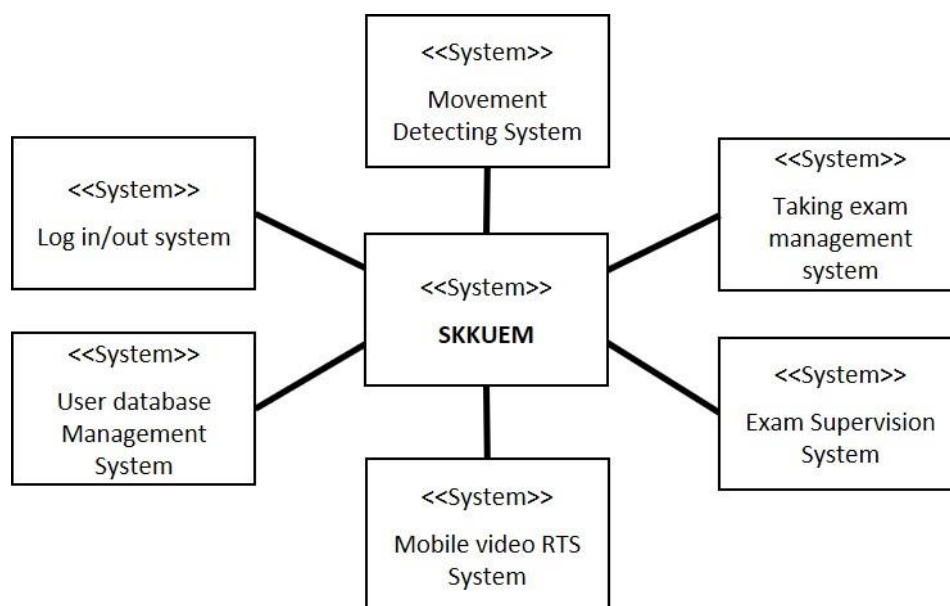 <<System>>
Movement
Detecting System
<<System>>
Log in/out system
<<System>>
Taking exam
management
system
<<System>>
SKKUEM
<<System>>
User database
Management
System
<<System>>
Exam Supervision
System
<<System>>
Mobile video RTS
System